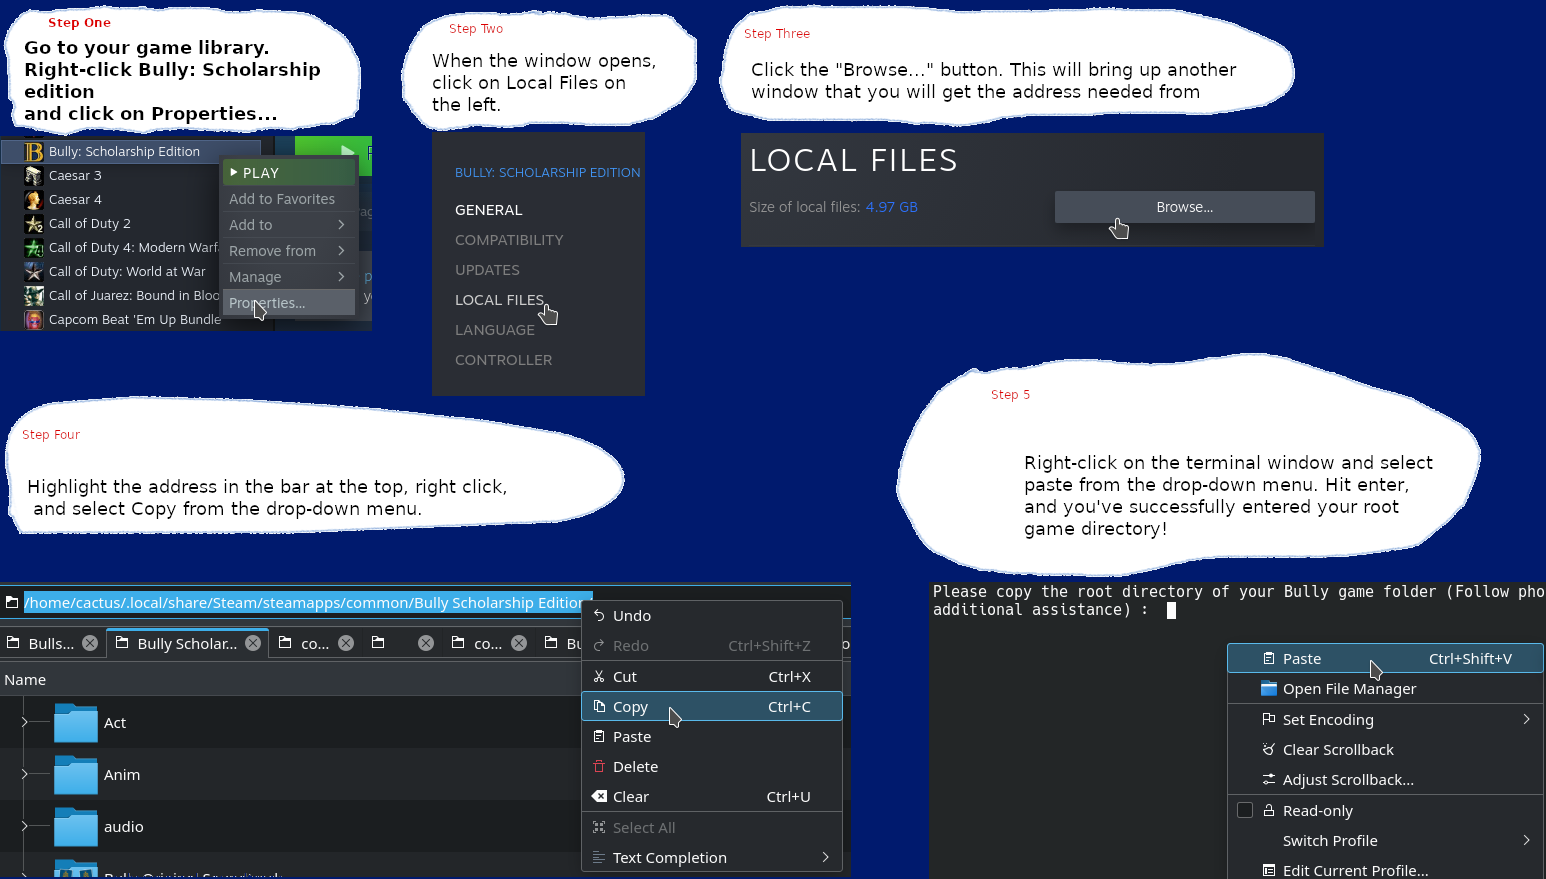 Step One
Go to your game library.
Right-click Bully: Scholarship
edition
and click on Properties...
Bully: Scholarship Edition
Caesar 3
Caesar 4
Call of Duty 2
Call of Duty 4: Modern Warf
Call of Duty: World at War
Call of Juarez: Bound in Bloo
Capcom Beat 'Em Up Bundle
PLAY
Add to Favorites
Add to
Remove from
Manage
Properties...
Step Two
When the window opens,
click on Local Files on
the left.
BULLY: SCHOLARSHIP EDITION
GENERAL
COMPATIBILITY
UPDATES
LOCAL FILES
LANGUAGE
CONTROLLER
Step Three
Click the "Browse..." button. This will bring up another
window that you will get the address needed from
LOCAL FILES
Size of local files: 4.97 GB
Browse...
Step Four
Highlight the address in the bar at the top, right click,
and select Copy from the drop-down menu.
/home/cactus/.local/share/Steam/steamapps/common/Bully Scholarship Edition/
Bulls... Bully Scholar... co... co... Bu
Name
Act
Anim
audio
Undo
Redo Ctrl+Shift+Z
Cut Ctrl+X
Copy Ctrl+C
Paste
Delete
Clear Ctrl+U
Select All
Text Completion
Step 5
Right-click on the terminal window and select
paste from the drop-down menu. Hit enter,
and you've successfully entered your root
game directory!
Please copy the root directory of your Bully game folder (Follow pho
additional assistance) :
Paste Ctrl+Shift+V
Open File Manager
Set Encoding
Clear Scrollback
Adjust Scrollback...
Read-only
Switch Profile
Edit Current Profile...